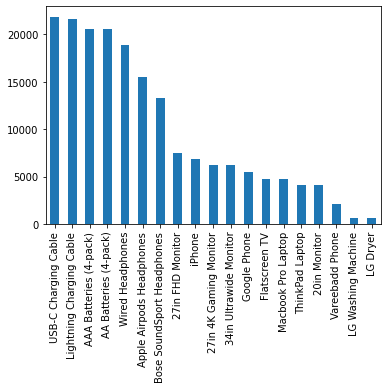 20000
15000
10000
5000
0
USB-C Charging Cable
Lightning Charging Cable
AAA Batteries (4-pack)
AA Batteries (4-pack)
Wired Headphones
Apple Airpods Headphones
Bose SoundSport Headphones
27in FHD Monitor
iPhone
27in 4K Gaming Monitor
34in Ultrawide Monitor
Google Phone
Flatscreen TV
Macbook Pro Laptop
ThinkPad Laptop
20in Monitor
Vareebadd Phone
LG Washing Machine
LG Dryer